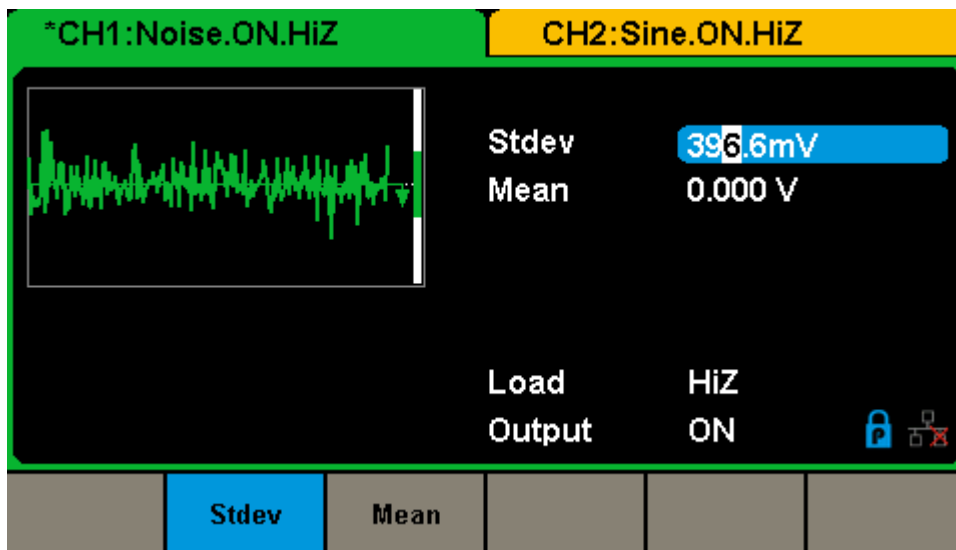 *CH1:Noise.ON.HiZ
CH2:Sine.ON.HiZ
Stdev 396.6mV
Mean 0.000 V
Load HiZ
Output ON P
Stdev Mean